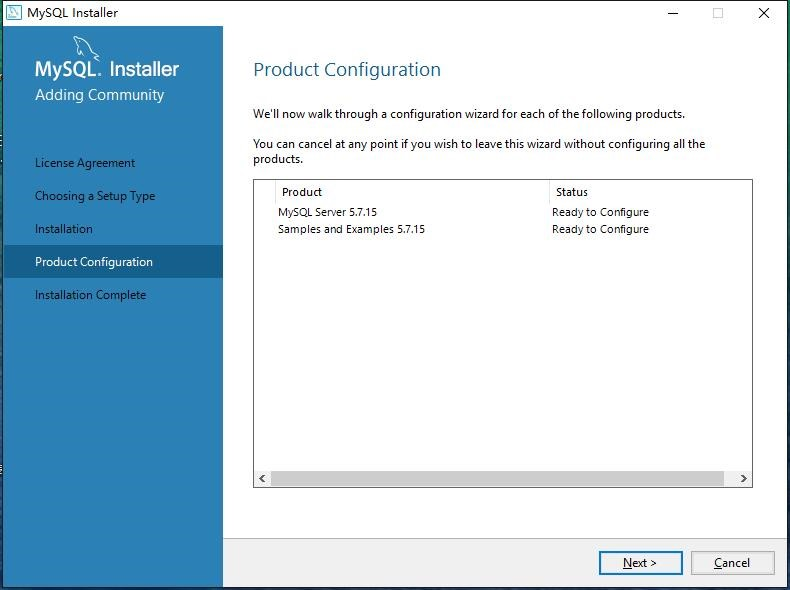 MySQL Installer
MySQL. Installer
Adding Community
License Agreement
Choosing a Setup Type
Installation
Product Configuration
Installation Complete
Product Configuration
We'll now walk through a configuration wizard for each of the following products.
You can cancel at any point if you wish to leave this wizard without configuring all the
products.
Product Status
MySQL Server 5.7.15 Ready to Configure
Samples and Examples 5.7.15 Ready to Configure
Next > Cancel